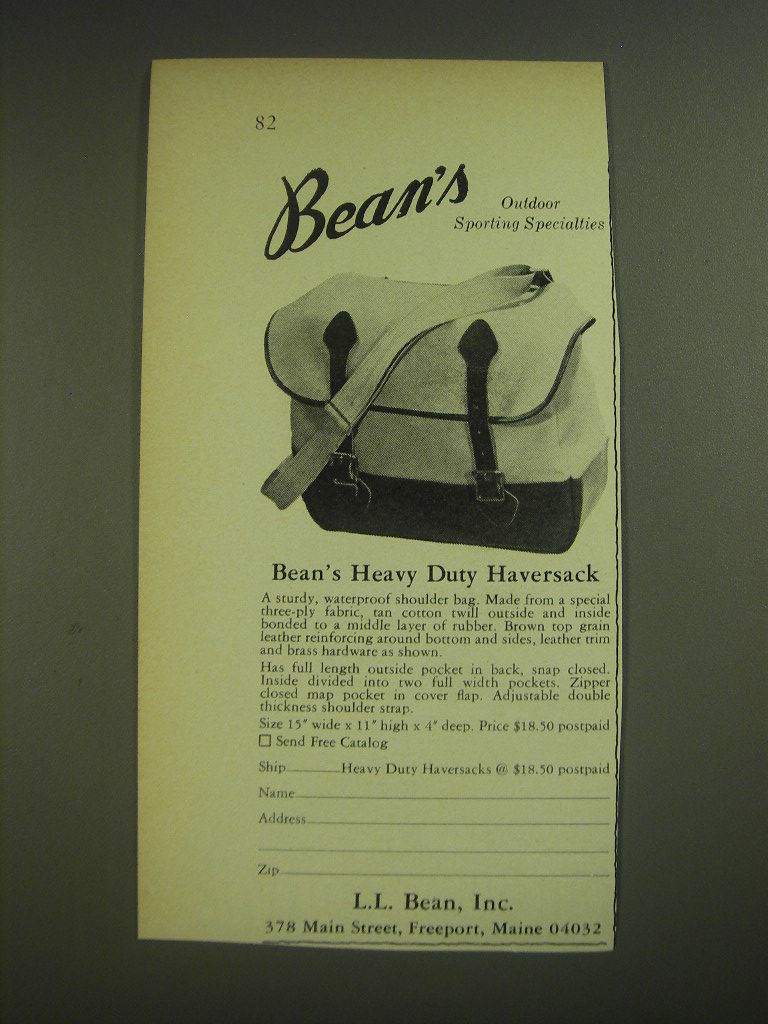 82
Bean's
Outdoor
Sporting Specialties
Bean's Heavy Duty Haversack
A sturdy, waterproof shoulder bag. Made from a special
three-ply fabric, tan cotton twill outside and inside
bonded to a middle layer of rubber. Brown top grain
leather reinforcing around bottom and sides, leather trim
and brass hardware as shown.
Has full length outside pocket in back, snap closed.
Inside divided into two full width pockets. Zipper
closed map pocket in cover flap. Adjustable double
thickness shoulder strap.
Size 15" wide x 11" high x 4" deep. Price $18.50 postpaid
☐ Send Free Catalog
Ship______Heavy Duty Haversacks @ $18.50 postpaid
Name
Address
Zip
L.L. Bean, Inc.
378 Main Street, Freeport, Maine 04032